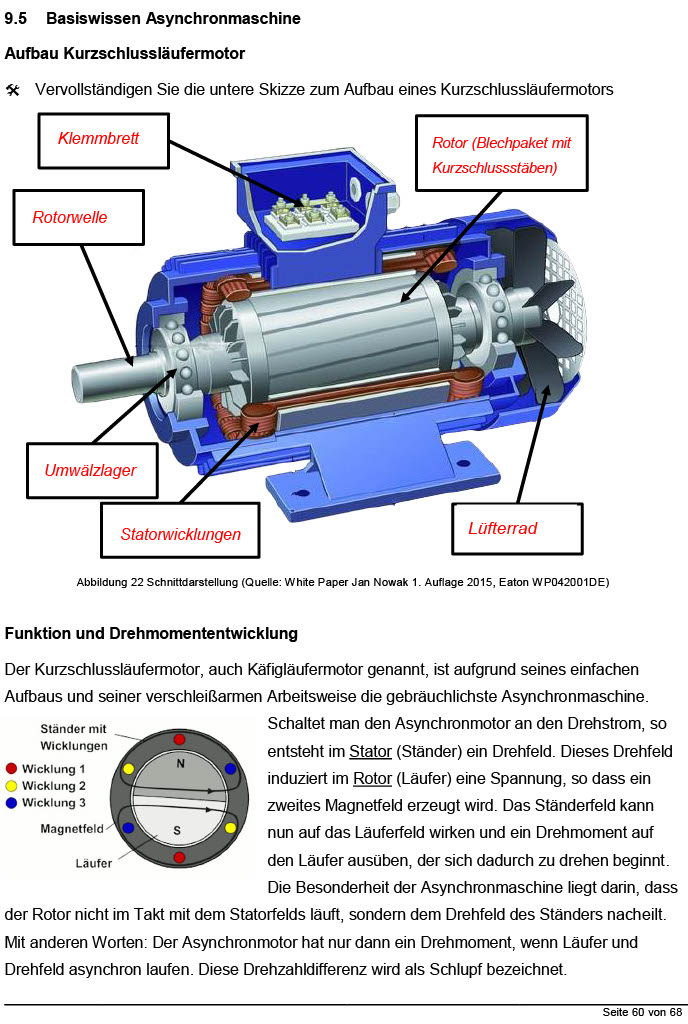 9.5 Basiswissen Asynchronmaschine
Aufbau Kurzschlussläufermotor
Vervollständigen Sie die untere Skizze zum Aufbau eines Kurzschlussläufermotors
Klemmbrett
Rotor (Blechpaket mit
Kurzschlussstäben)
Rotorwelle
Umwälzlager
Statorwicklungen
Lüfterrad
Abbildung 22 Schnittdarstellung (Quelle: White Paper Jan Nowak 1. Auflage 2015, Eaton WP042001DE)
Funktion und Drehmomententwicklung
Der Kurzschlussläufermotor, auch Käfigläufermotor genannt, ist aufgrund seines einfachen
Aufbaus und seiner verschleißarmen Arbeitsweise die gebräuchlichste Asynchronmaschine.
Ständer mit
Wicklungen
Wicklung 1
Wicklung 2
Wicklung 3
Magnetfeld
Läufer
N
S
Schaltet man den Asynchronmotor an den Drehstrom, so
entsteht im Stator (Ständer) ein Drehfeld. Dieses Drehfeld
induziert im Rotor (Läufer) eine Spannung, so dass ein
zweites Magnetfeld erzeugt wird. Das Ständerfeld kann
nun auf das Läuferfeld wirken und ein Drehmoment auf
den Läufer ausüben, der sich dadurch zu drehen beginnt.
Die Besonderheit der Asynchronmaschine liegt darin, dass
der Rotor nicht im Takt mit dem Statorfelds läuft, sondern dem Drehfeld des Ständers nacheilt.
Mit anderen Worten: Der Asynchronmotor hat nur dann ein Drehmoment, wenn Läufer und
Drehfeld asynchron laufen. Diese Drehzahldifferenz wird als Schlupf bezeichnet.
Seite 60 von 68